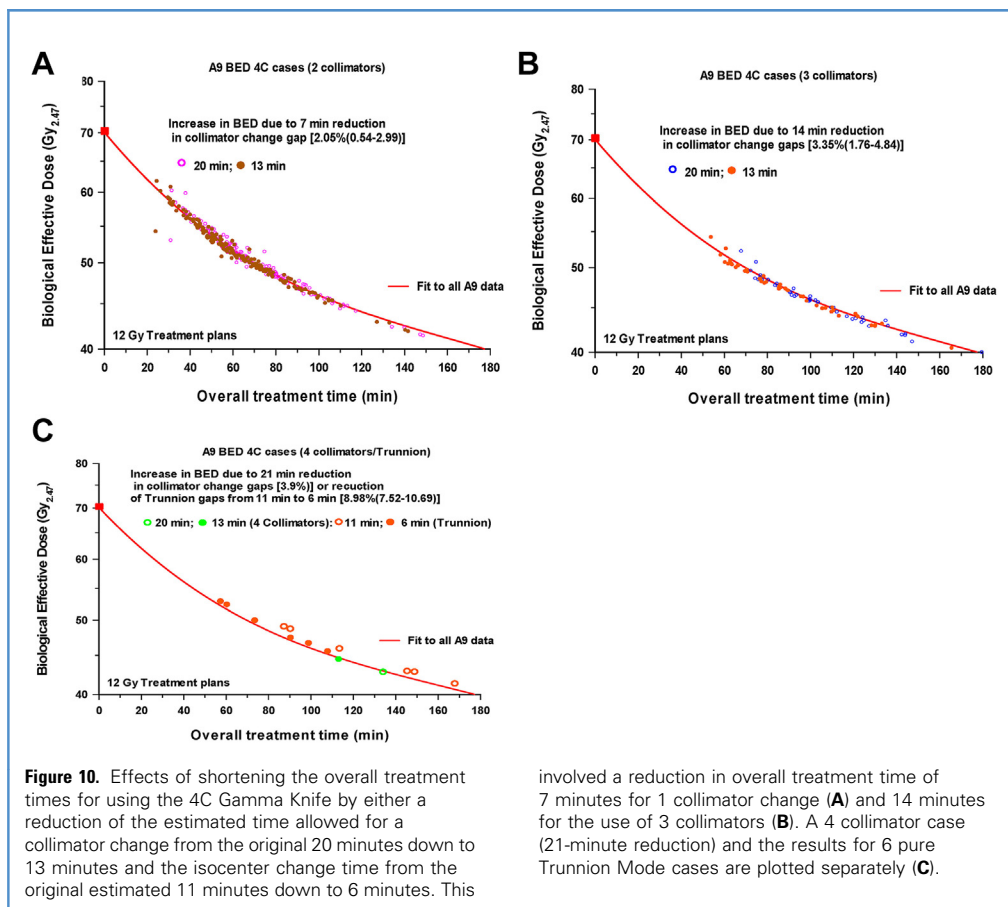 A
A9 BED 4C cases (2 collimators)
Increase in BED due to 7 min reduction
in collimator change gap [2.05%(0.54-2.99)]
20 min; 13 min
Biological Effective Dose (Gy2.47)
80
70
60
50
40
Fit to all A9 data
12 Gy Treatment plans
0 20 40 60 80 100 120 140 160 180
Overall treatment time (min)
B
A9 BED 4C cases (3 collimators)
Increase in BED due to 14 min reduction
in collimator change gaps [3.35%(1.76-4.84)]
20 min; 13 min
Biological Effective Dose (Gy2.47)
80
70
60
50
40
Fit to all A9 data
12 Gy Treatment plans
0 20 40 60 80 100 120 140 160 180
Overall treatment time (min)
C
A9 BED 4C cases (4 collimators/Trunnion)
Increase in BED due to 21 min reduction
in collimator change gaps [3.9%)] or recuction
of Trunnion gaps from 11 min to 6 min [8.98%(7.52-10.69)]
20 min; 13 min (4 Collimators): 11 min; 6 min (Trunnion)
Biological Effective Dose (Gy2.47)
80
70
60
50
40
Fit to all A9 data
12 Gy Treatment plans
0 20 40 60 80 100 120 140 160 180
Overall treatment time (min)
Figure 10. Effects of shortening the overall treatment
times for using the 4C Gamma Knife by either a
reduction of the estimated time allowed for a
collimator change from the original 20 minutes down to
13 minutes and the isocenter change time from the
original estimated 11 minutes down to 6 minutes. This
involved a reduction in overall treatment time of
7 minutes for 1 collimator change (A) and 14 minutes
for the use of 3 collimators (B). A 4 collimator case
(21-minute reduction) and the results for 6 pure
Trunnion Mode cases are plotted separately (C).